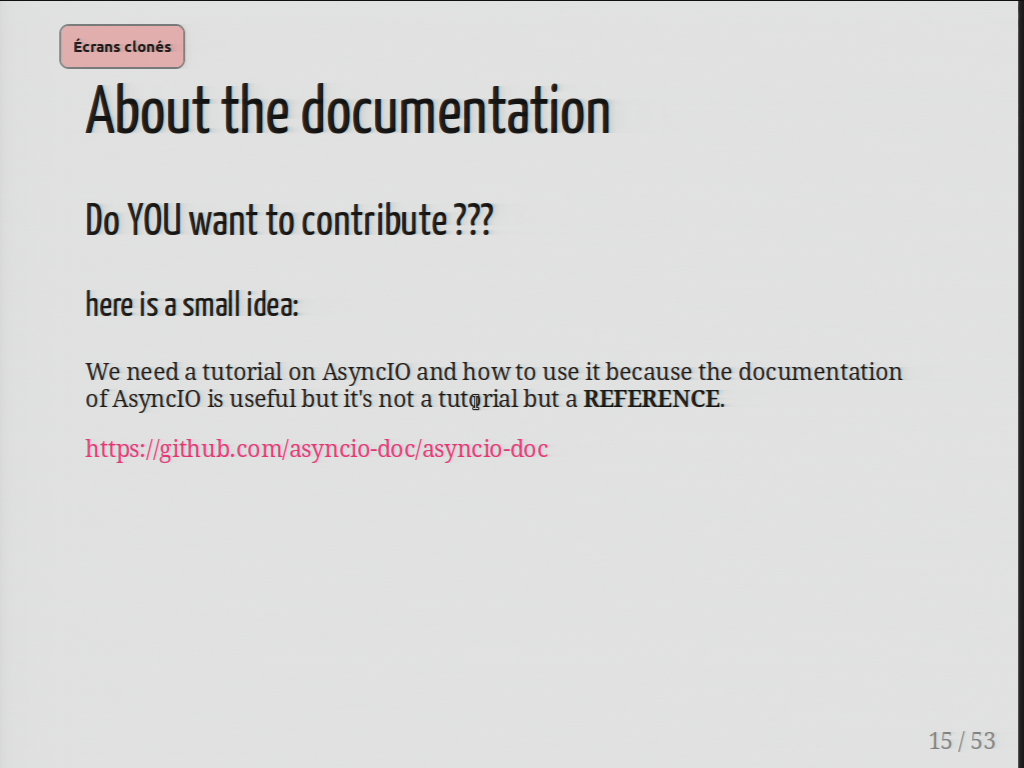 Écrans clonés
About the documentation
Do YOU want to contribute ???
here is a small idea:
We need a tutorial on AsyncIO and how to use it because the documentation
of AsyncIO is useful but it's not a tutorial but a REFERENCE.
https://github.com/asyncio-doc/asyncio-doc
15 / 53